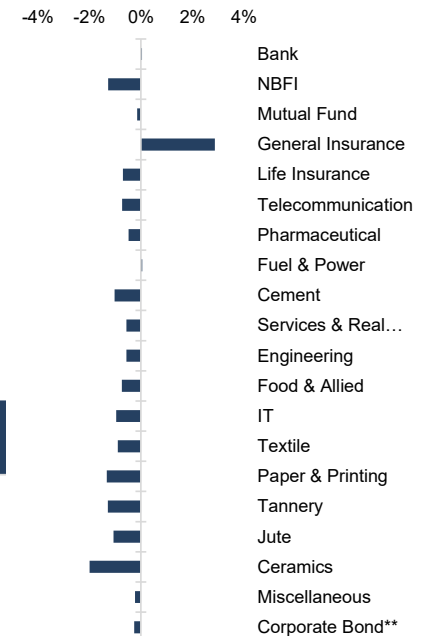 -4% -2% 0% 2% 4%
Bank
NBFI
Mutual Fund
General Insurance
Life Insurance
Telecommunication
Pharmaceutical
Fuel & Power
Cement
Services & Real…
Engineering
Food & Allied
IT
Textile
Paper & Printing
Tannery
Jute
Ceramics
Miscellaneous
Corporate Bond**